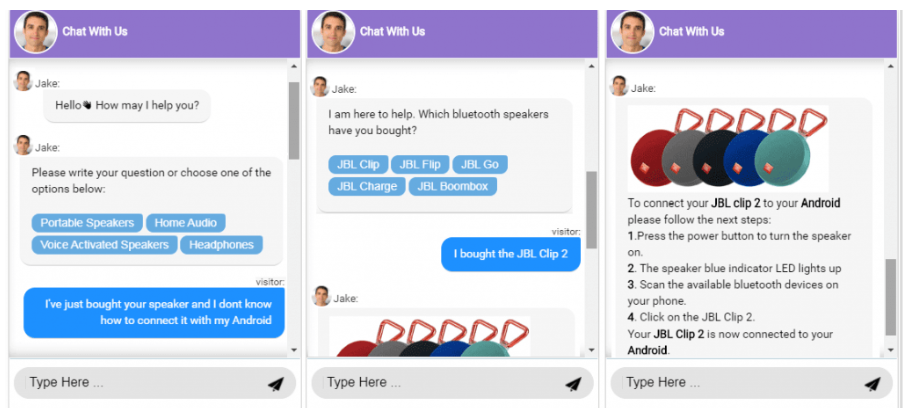 Chat With Us
Jake:
Hello How may I help you?
Jake:
Please write your question or choose one of the
options below:
Portable Speakers Home Audio
Voice Activated Speakers Headphones
visitor:
I've just bought your speaker and I dont know
how to connect it with my Android
Type Here ...
Chat With Us
Jake:
I am here to help. Which bluetooth speakers
have you bought?
JBL Clip JBL Flip JBL Go
JBL Charge JBL Boombox
visitor:
I bought the JBL Clip 2
Jake:
Type Here ...
Chat With Us
Jake:
To connect your JBL clip 2 to your Android
please follow the next steps:
1.Press the power button to turn the speaker
on.
2. The speaker blue indicator LED lights up
3. Scan the available bluetooth devices on
your phone.
4. Click on the JBL Clip 2.
Your JBL Clip 2 is now connected to your
Android.
Type Here ...